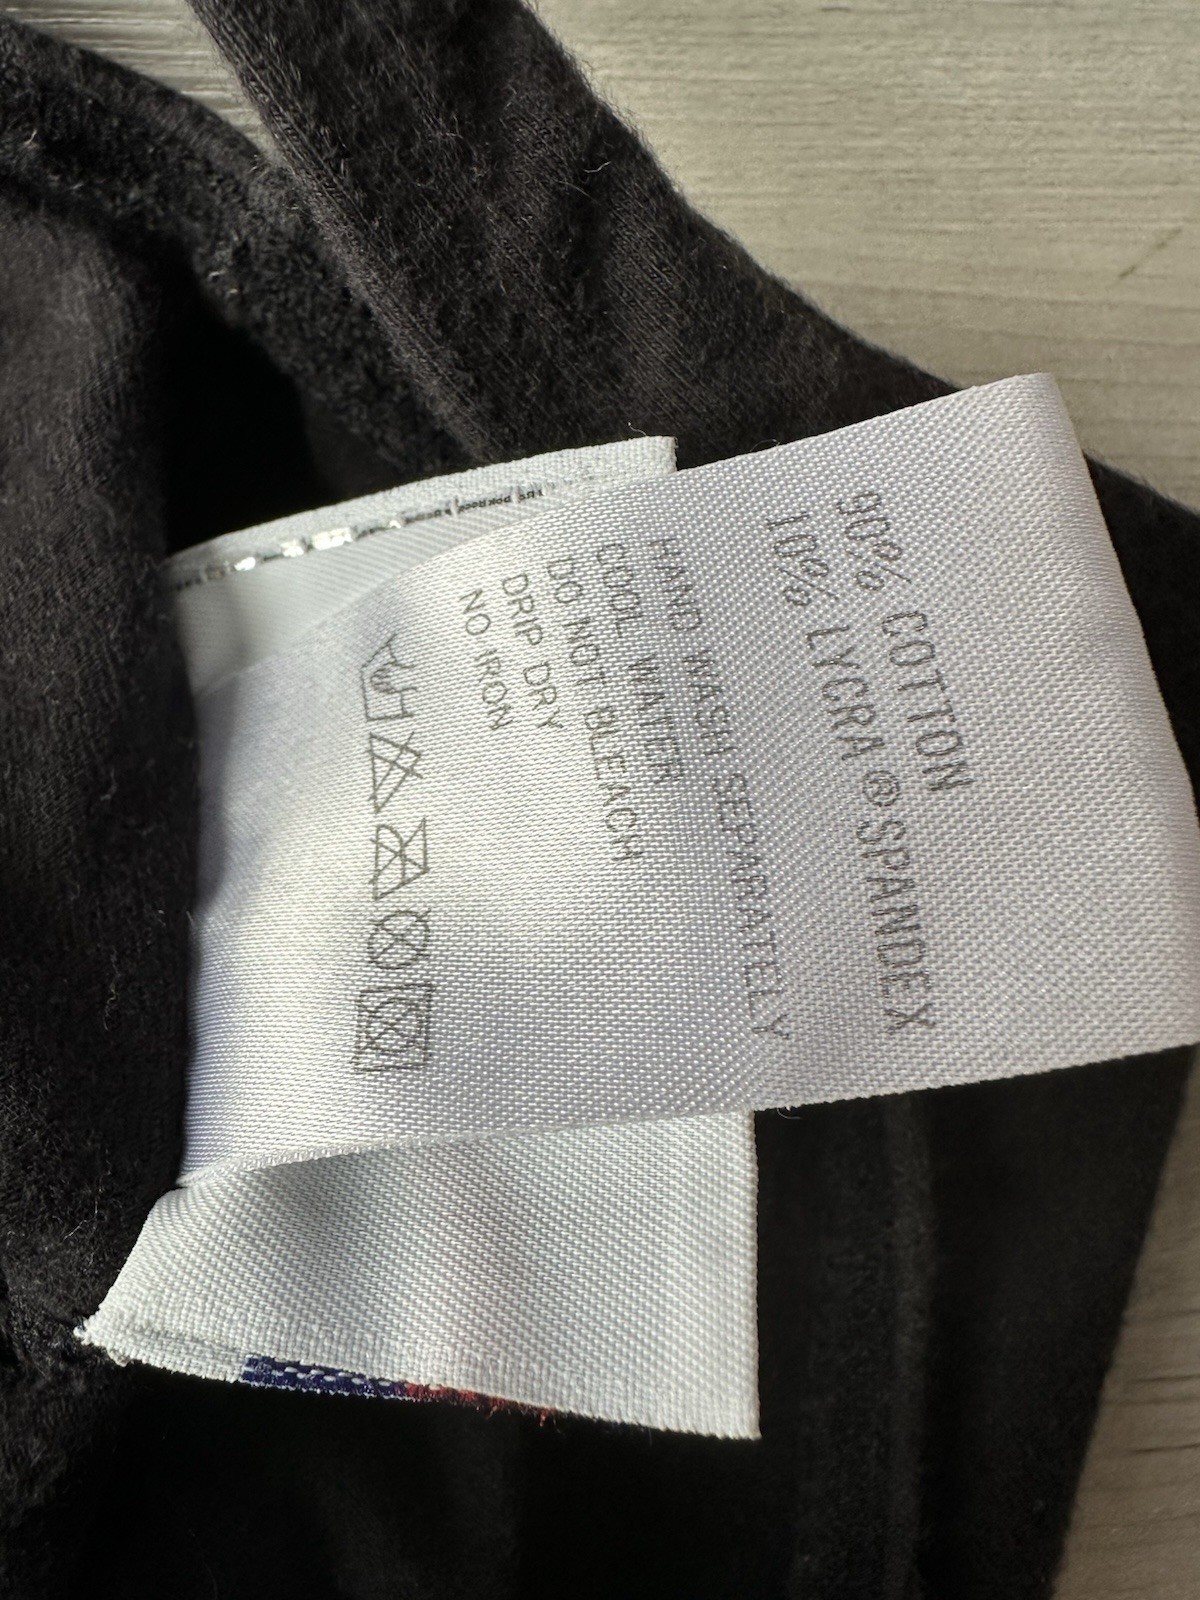 90% COTTON
10% LYCRA ® SPANDEX
HAND WASH SEPARATELY
COOL WATER
DO NOT BLEACH
DRIP DRY
NO IRON